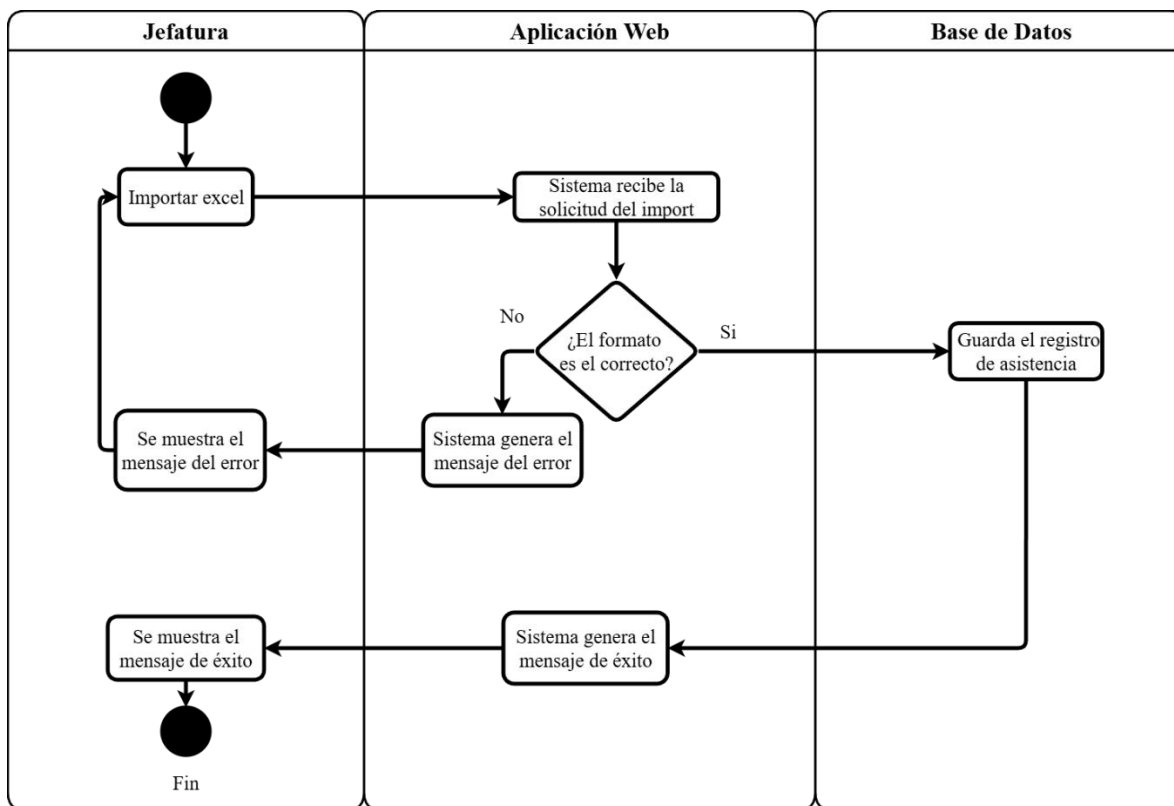 Jefatura
Aplicación Web
Base de Datos
Importar excel
Sistema recibe la
solicitud del import
No
¿El formato
es el correcto?
Si
Guarda el registro
de asistencia
Se muestra el
mensaje del error
Sistema genera el
mensaje del error
Se muestra el
mensaje de éxito
Sistema genera el
mensaje de éxito
Fin